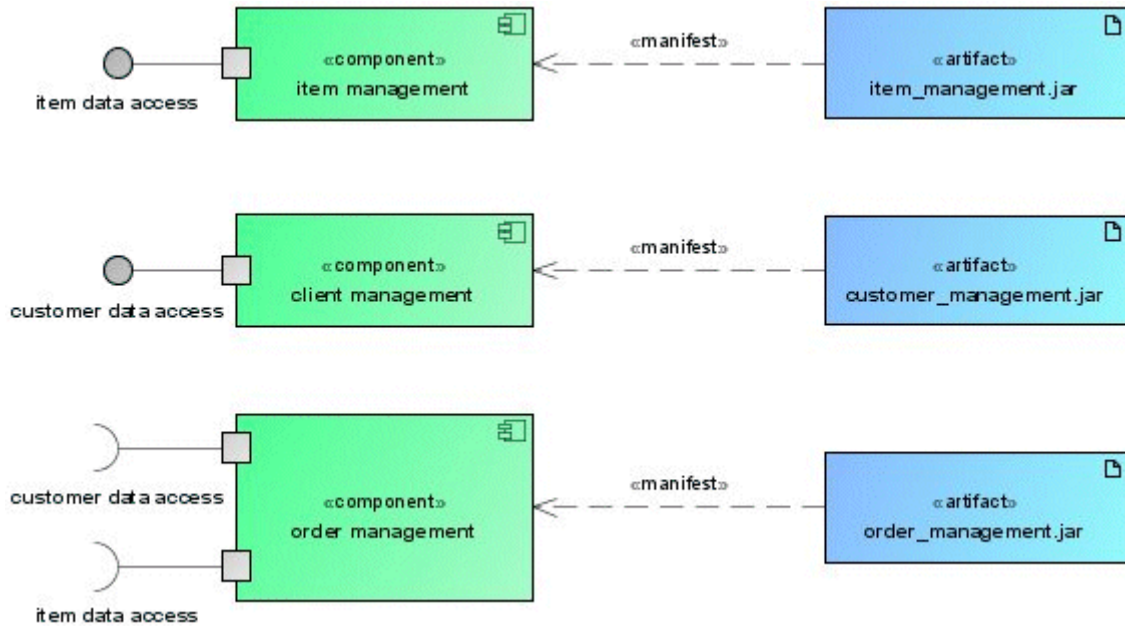 «component»
item management
item data access
«manifest»
«artifact»
item_management.jar
«component»
client management
customer data access
«manifest»
«artifact»
customer_management.jar
customer data access
«component»
order management
item data access
«manifest»
«artifact»
order_management.jar